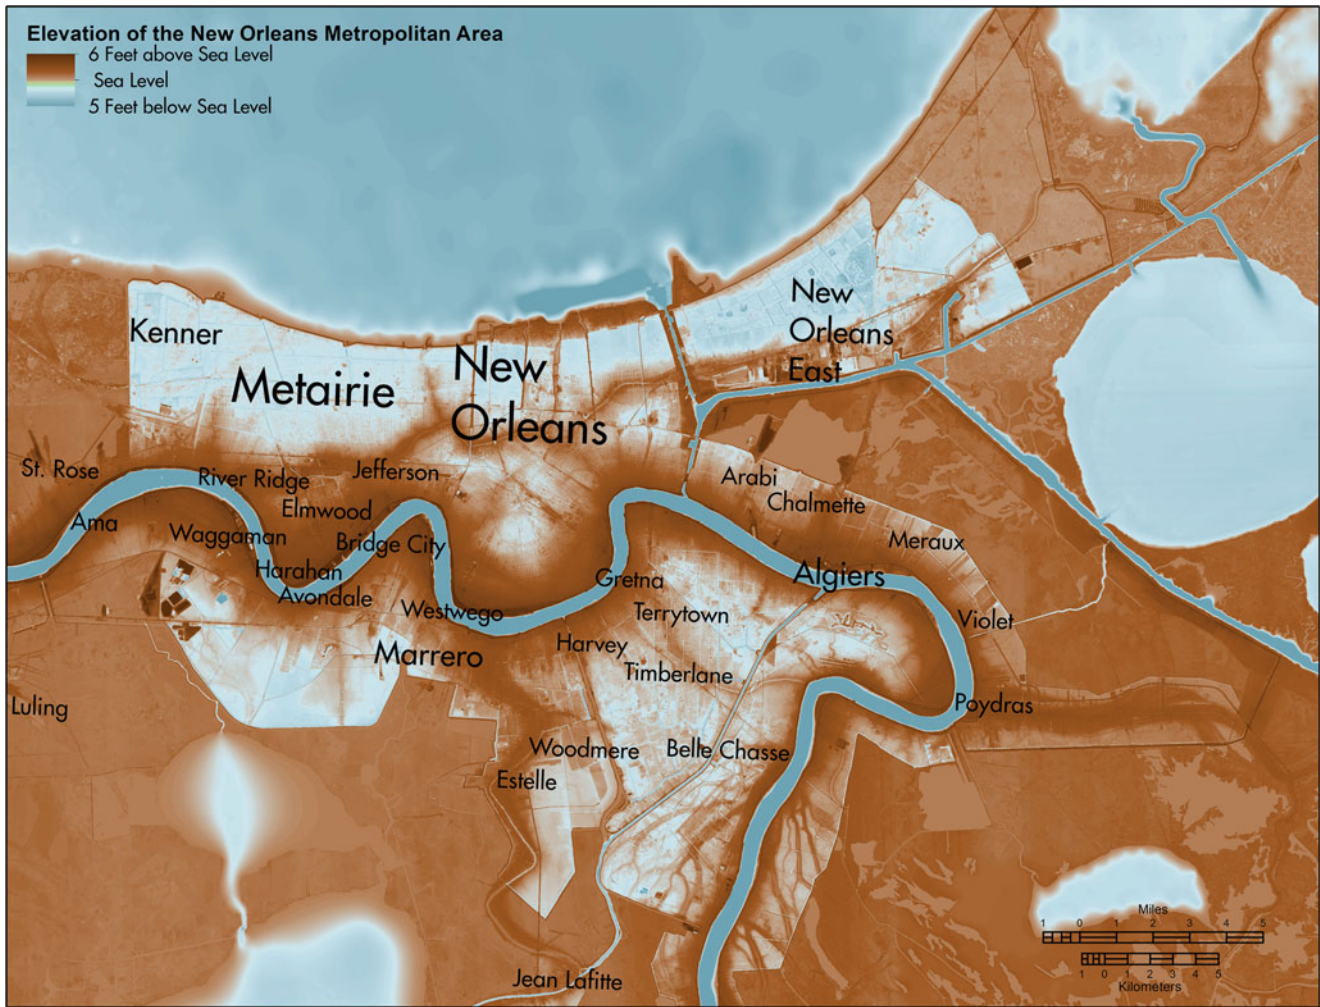 Elevation of the New Orleans Metropolitan Area
6 Feet above Sea Level
Sea Level
5 Feet below Sea Level
Kenner
Metairie
New
Orleans
New
Orleans
East
St. Rose
River Ridge
Jefferson
Elmwood
Ama
Waggaman
Bridge City
Harahan
Avondale
Westwego
Marrero
Arabi
Chalmette
Meraux
Algiers
Gretna
Terrytown
Violet
Harvey
Timberlane
Luling
Poydras
Woodmere
Belle Chasse
Estelle
Jean Lafitte
Miles
1 0 1 2 3 4 5
1 0 1 2 3 4 5
Kilometers